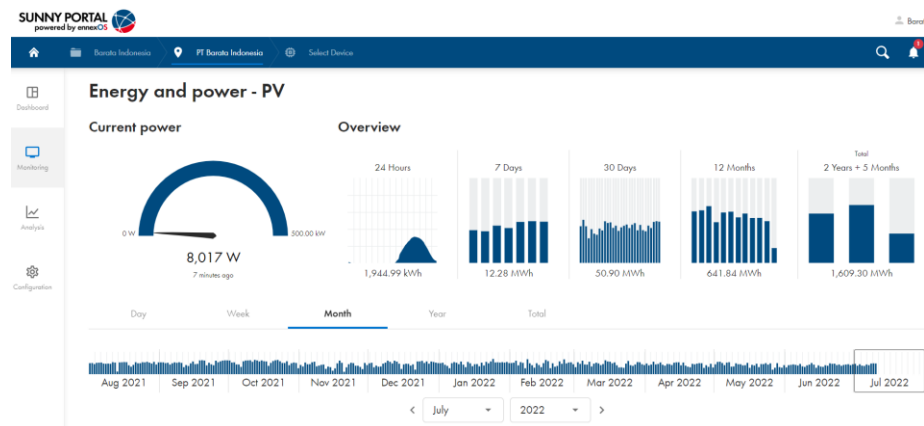 SUNNY PORTAL
powered by ennexOS
Barata Indonesia
PT Barata Indonesia
Select Device
1
Dashboard
Monitoring
Analysis
Configuration
Energy and power - PV
Current power
0 W
500.00 kW
8,017 W
7 minutes ago
Overview
24 Hours
1,944.99 kWh
7 Days
12.28 MWh
30 Days
50.90 MWh
12 Months
641.84 MWh
Total
2 Years + 5 Months
1,609.30 MWh
Day Week Month Year Total
Aug 2021 Sep 2021 Oct 2021 Nov 2021 Dec 2021 Jan 2022 Feb 2022 Mar 2022 Apr 2022 May 2022 Jun 2022 Jul 2022
July 2022